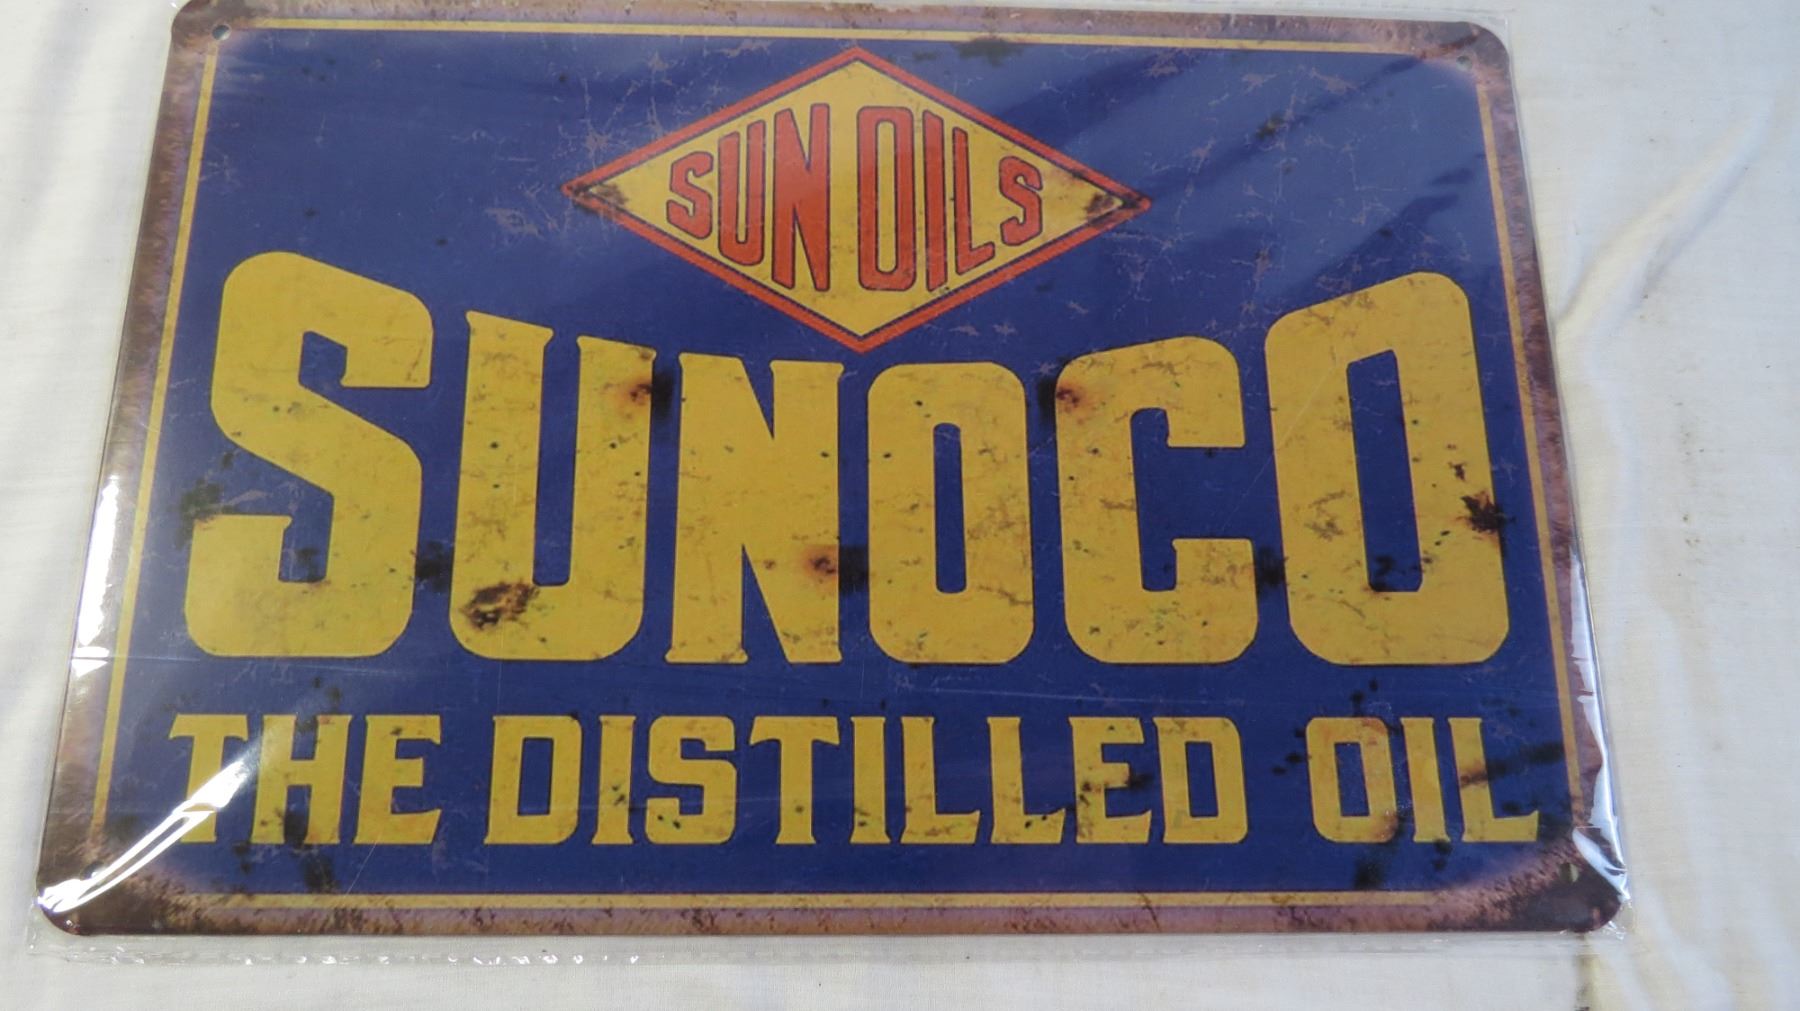 SUN OILS
SUNOCO
THE DISTILLED OIL